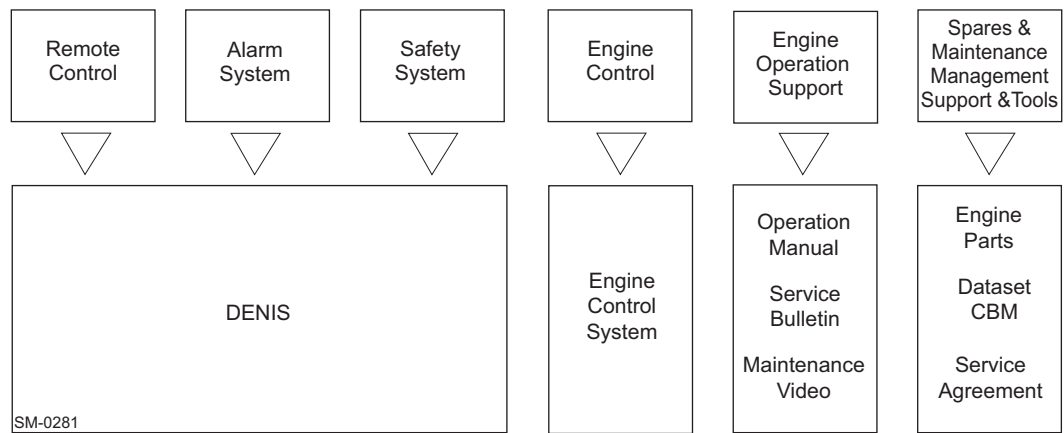 Remote
Control
Alarm
System
Safety
System
Engine
Control
Engine
Operation
Support
Spares &
Maintenance
Management
Support &Tools
DENIS
SM-0281
Engine
Control
System
Operation
Manual
Service
Bulletin
Maintenance
Video
Engine
Parts
Dataset
CBM
Service
Agreement